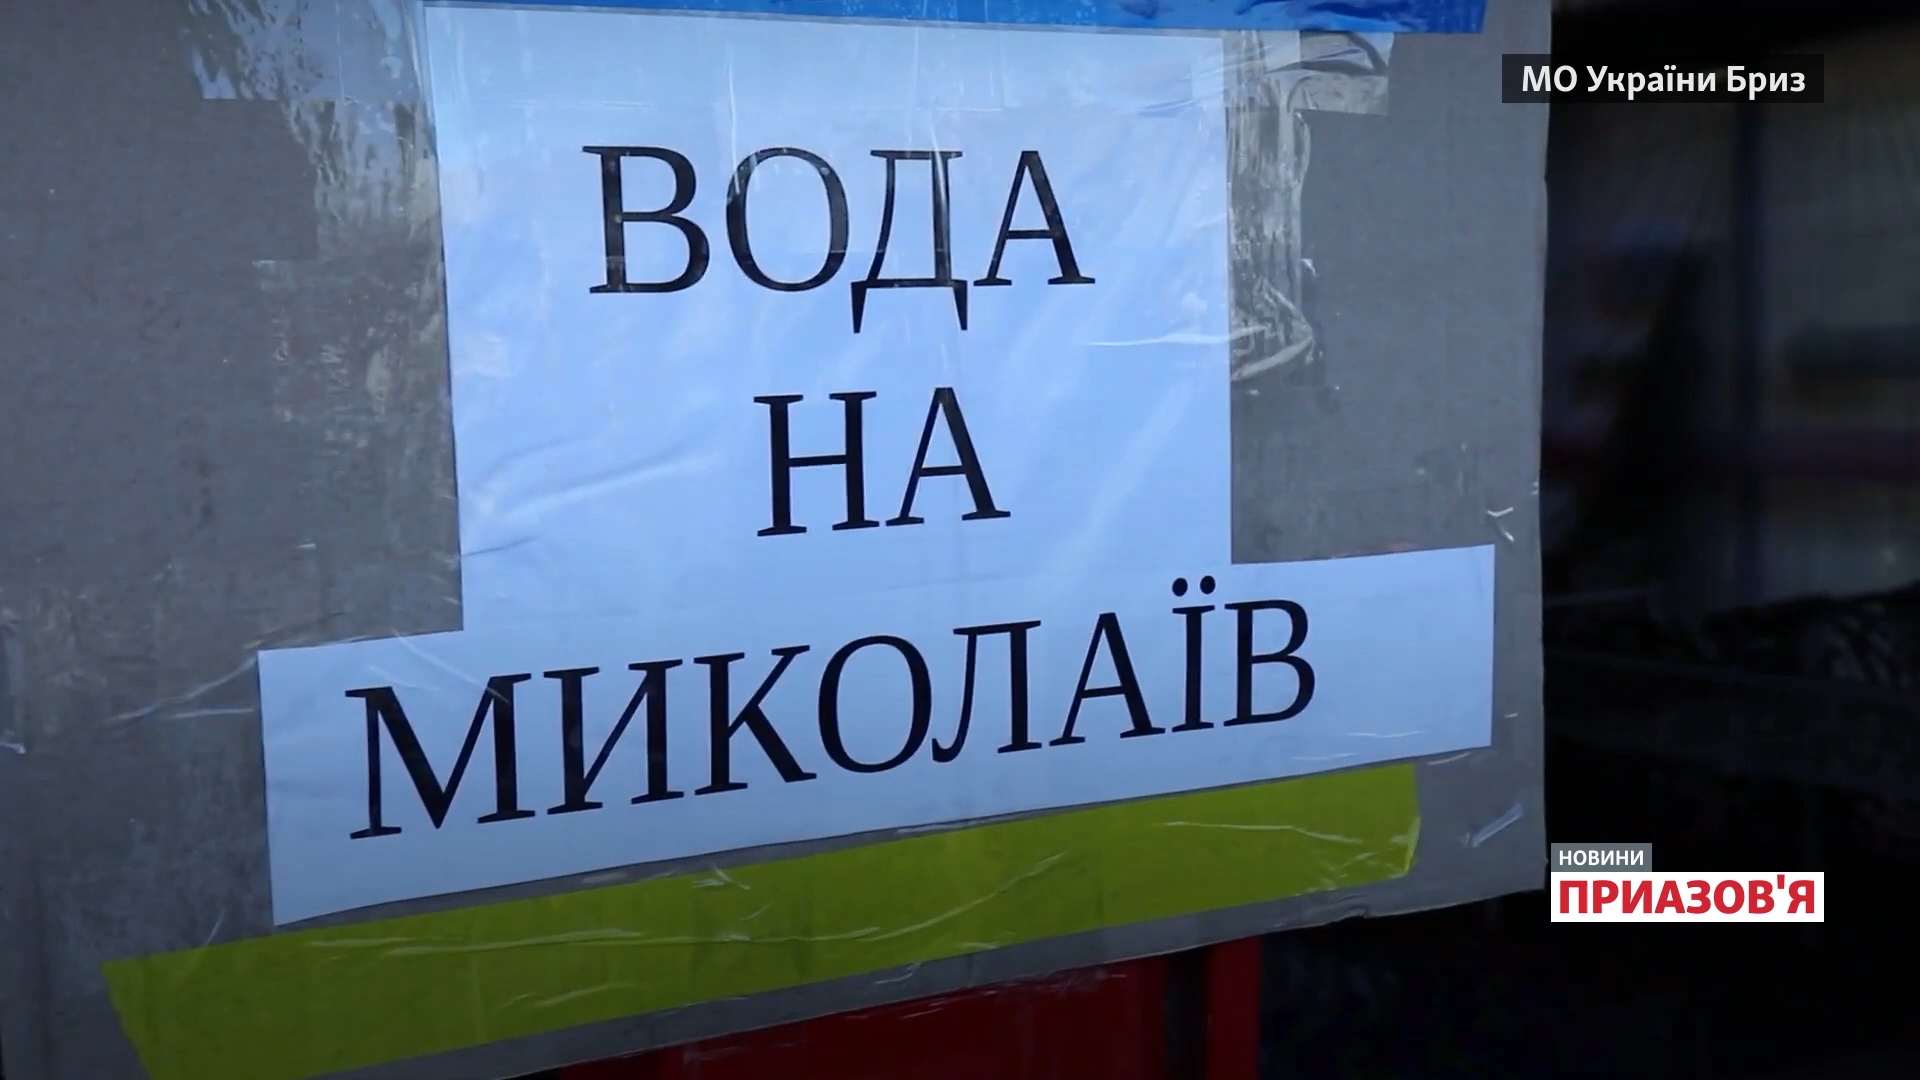 МО України Бриз
ВОДА
НА
МИКОЛАЇВ
НОВИНИ
ПРИАЗОВ'Я